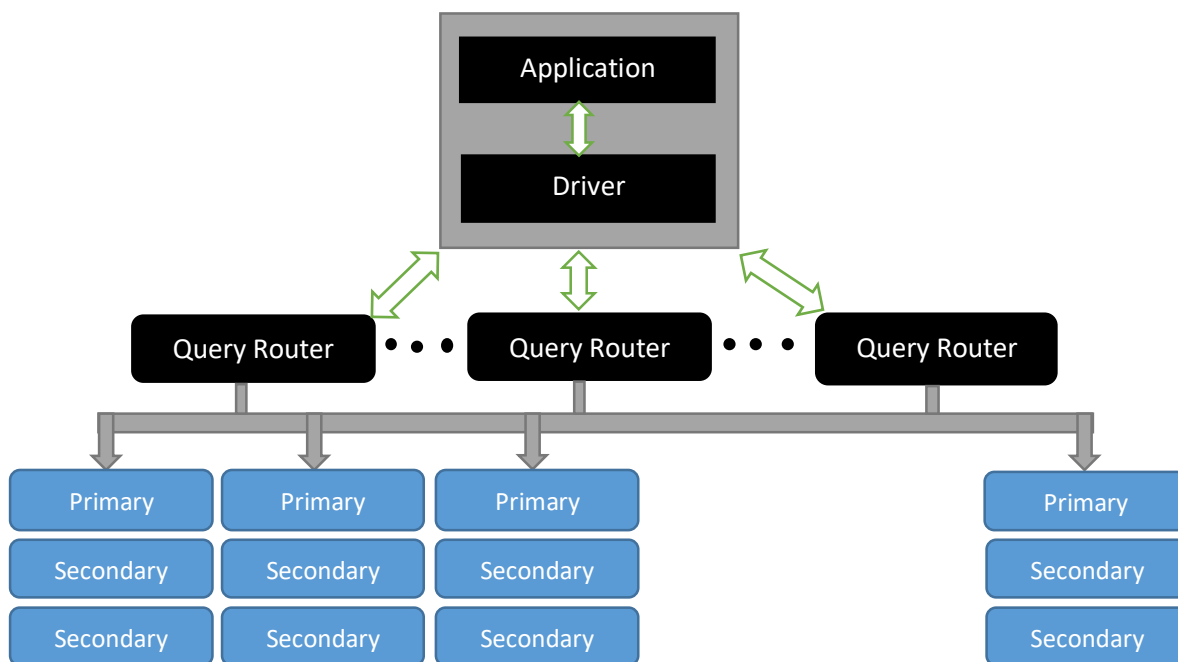 Application
Driver
Query Router
Query Router
Query Router
Primary
Primary
Primary
Primary
Secondary
Secondary
Secondary
Secondary
Secondary
Secondary
Secondary
Secondary